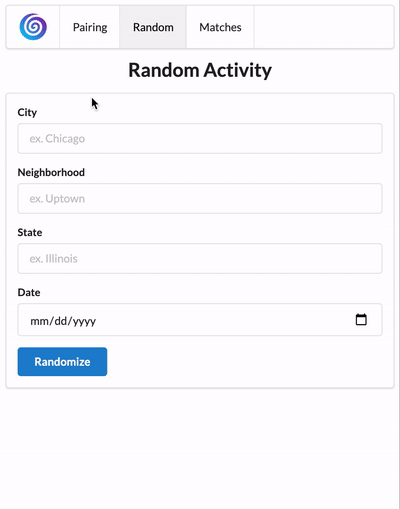 Pairing Random Matches
Random Activity
City
ex. Chicago
Neighborhood
ex. Uptown
State
ex. Illinois
Date
mm/dd/yyyy
Randomize